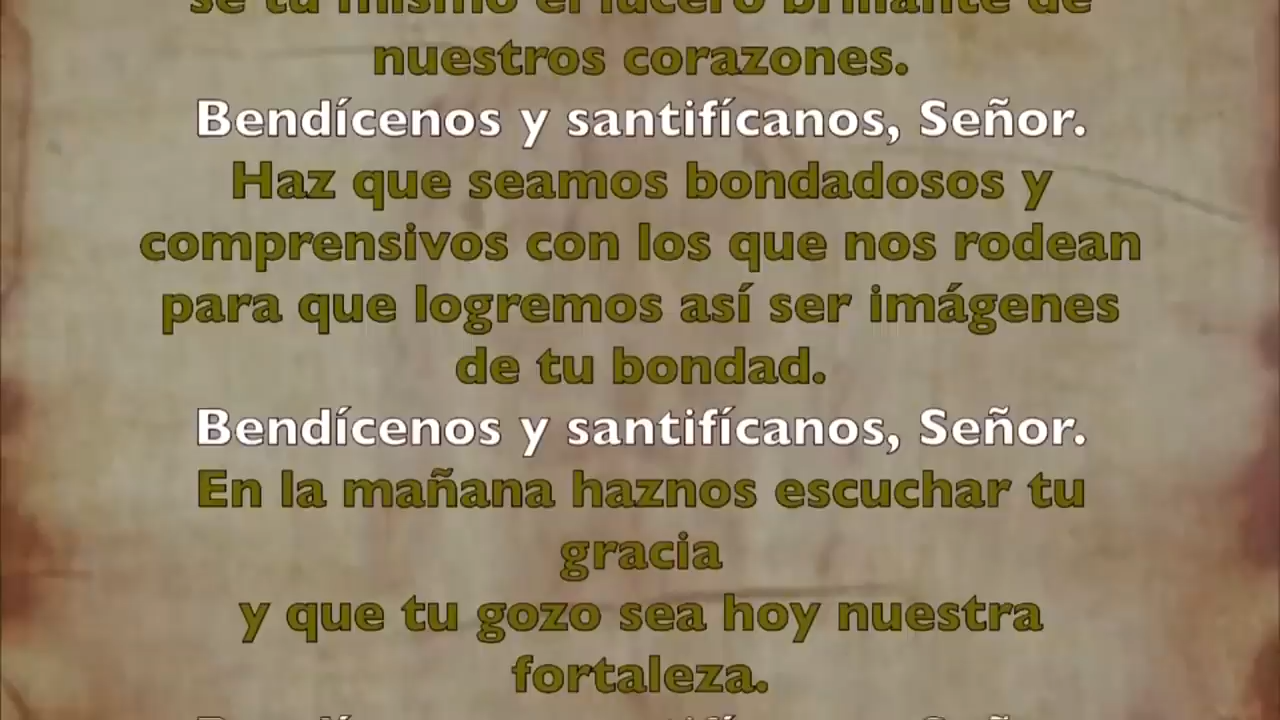 se tú mismo el lucero brillante de
nuestros corazones.
Bendícenos y santifícanos, Señor.
Haz que seamos bondadosos y
comprensivos con los que nos rodean
para que logremos así ser imágenes
de tu bondad.
Bendícenos y santifícanos, Señor.
En la mañana haznos escuchar tu
gracia
y que tu gozo sea hoy nuestra
fortaleza.